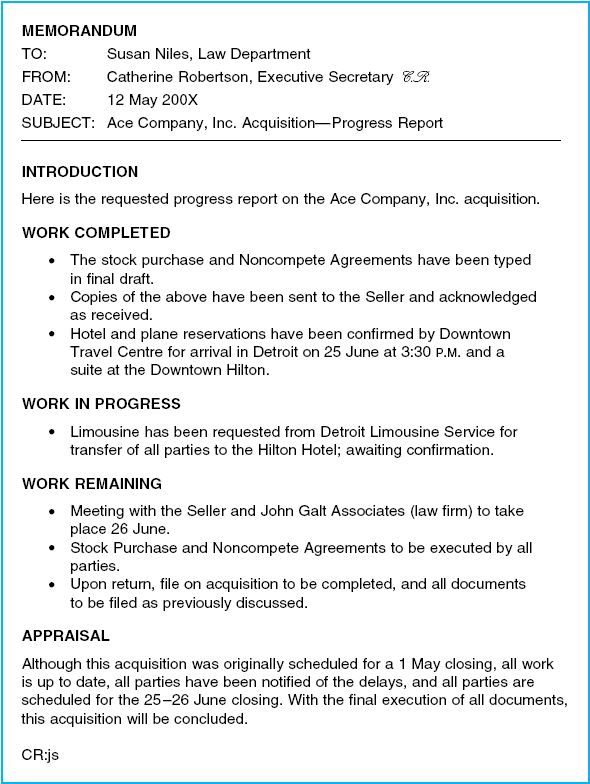 MEMORANDUM
TO: Susan Niles, Law Department
FROM: Catherine Robertson, Executive Secretary C.R.
DATE: 12 May 200X
SUBJECT: Ace Company, Inc. Acquisition—Progress Report
INTRODUCTION
Here is the requested progress report on the Ace Company, Inc. acquisition.
WORK COMPLETED
• The stock purchase and Noncompete Agreements have been typed
in final draft.
• Copies of the above have been sent to the Seller and acknowledged
as received.
• Hotel and plane reservations have been confirmed by Downtown
Travel Centre for arrival in Detroit on 25 June at 3:30 P.M. and a
suite at the Downtown Hilton.
WORK IN PROGRESS
• Limousine has been requested from Detroit Limousine Service for
transfer of all parties to the Hilton Hotel; awaiting confirmation.
WORK REMAINING
• Meeting with the Seller and John Galt Associates (law firm) to take
place 26 June.
• Stock Purchase and Noncompete Agreements to be executed by all
parties.
• Upon return, file on acquisition to be completed, and all documents
to be filed as previously discussed.
APPRAISAL
Although this acquisition was originally scheduled for a 1 May closing, all work
is up to date, all parties have been notified of the delays, and all parties are
scheduled for the 25–26 June closing. With the final execution of all documents,
this acquisition will be concluded.
CR:js